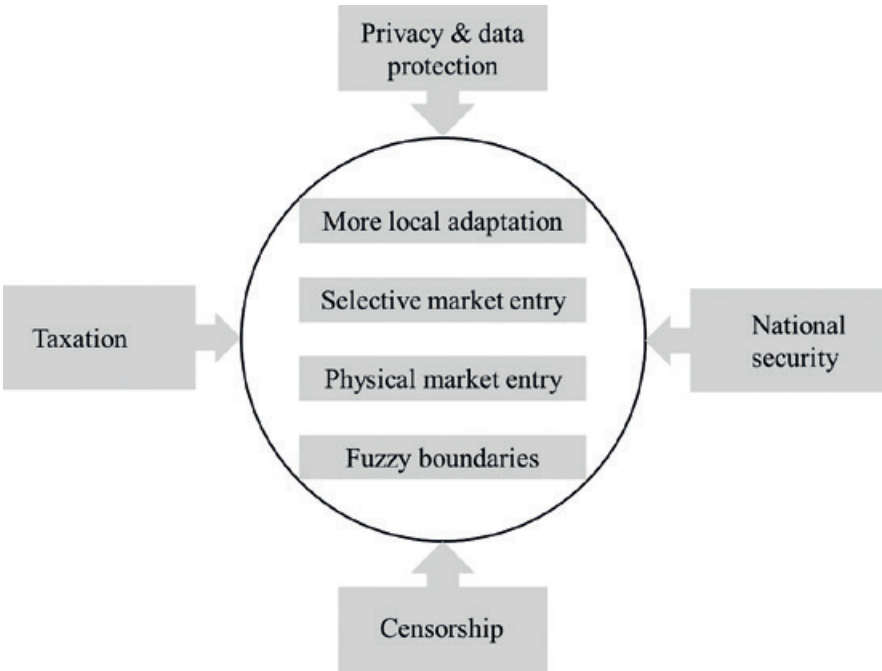 Privacy & data
protection
More local adaptation
Selective market entry
Taxation
National
security
Physical market entry
Fuzzy boundaries
Censorship